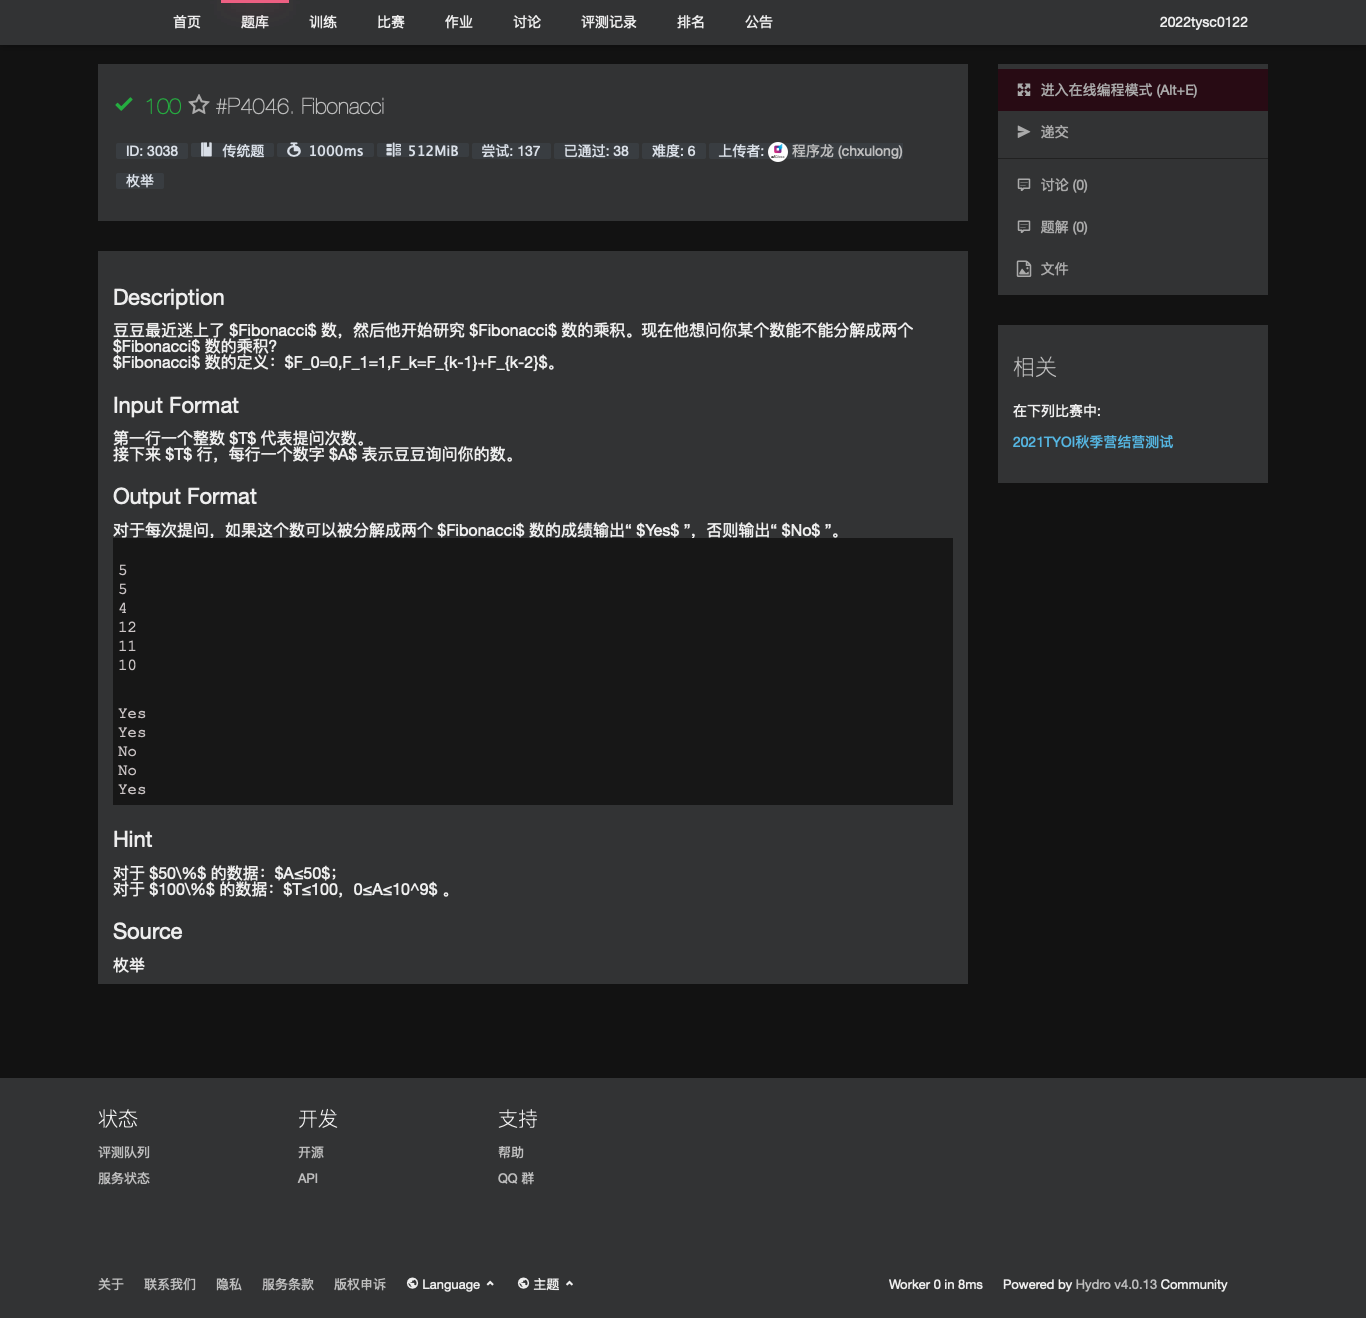 首页 题库 训练 比赛 作业 讨论 评测记录 排名 公告 2022tysc0122
100 #P4046. Fibonacci
ID: 3038 传统题 1000ms 512MiB 尝试: 137 已通过: 38 难度: 6 上传者: 程序龙 (chxulong)
枚举
进入在线编程模式 (Alt+E)
递交
讨论 (0)
题解 (0)
文件
相关
在下列比赛中:
2021TYOI秋季营结营测试
Description
豆豆最近迷上了 $Fibonacci$ 数，然后他开始研究 $Fibonacci$ 数的乘积。现在他想问你某个数能不能分解成两个
$Fibonacci$ 数的乘积?
$Fibonacci$ 数的定义：$F_0=0,F_1=1,F_k=F_{k-1}+F_{k-2}$。
Input Format
第一行一个整数 $T$ 代表提问次数。
接下来 $T$ 行，每行一个数字 $A$ 表示豆豆询问你的数。
Output Format
对于每次提问，如果这个数可以被分解成两个 $Fibonacci$ 数的成绩输出“ $Yes$ ”，否则输出“ $No$ ”。
5
5
4
12
11
10
Yes
Yes
No
No
Yes
Hint
对于 $50\%$ 的数据：$A≤50$；
对于 $100\%$ 的数据：$T≤100，0≤A≤10^9$ 。
Source
枚举
状态 开发 支持
评测队列 开源 帮助
服务状态 API QQ 群
关于 联系我们 隐私 服务条款 版权申诉 Language 主题 Worker 0 in 8ms Powered by Hydro v4.0.13 Community